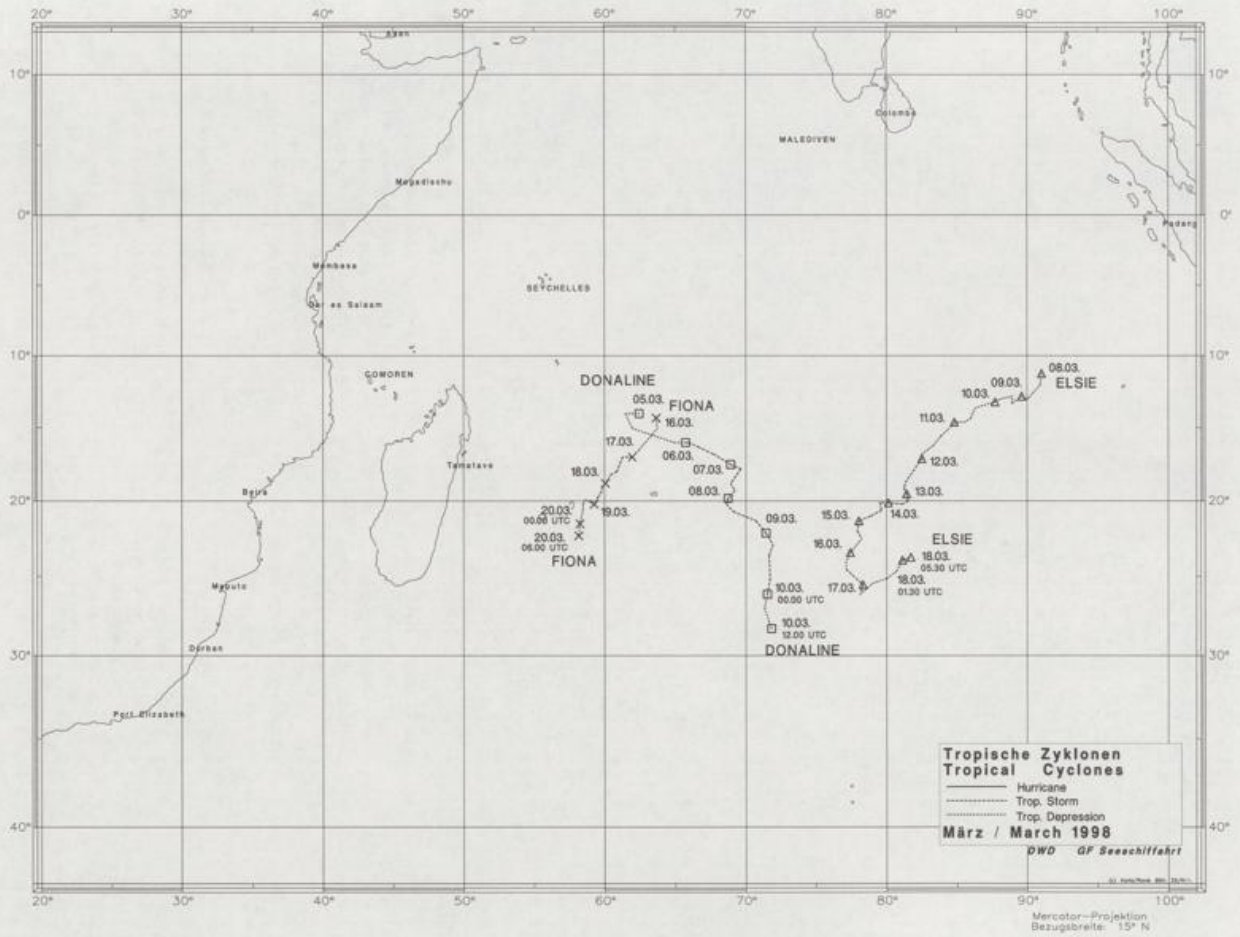 20° 30° 40° 50° 60° 70° 80° 90° 100°
Aden
10° 10°
Colombo
MALEDIVEN
Mogadischu
0° 0°
Padang
Mombasa
SEYCHELLES
Dar es Salaam
10° 10°
COMOREN
DONALINE
05.03.
FIONA
16.03.
08.03.
ELSIE
09.03.
10.03.
11.03.
17.03.
06.03.
07.03.
12.03.
Tamatave
18.03.
08.03.
13.03.
Beira
20° 20°
19.03.
20.03.
00.00 UTC
20.03.
06.00 UTC
FIONA
09.03.
15.03.
14.03.
16.03.
ELSIE
18.03.
05.30 UTC
18.03.
01.30 UTC
17.03.
Maputo
10.03.
00.00 UTC
10.03.
12.00 UTC
DONALINE
Durban
30° 30°
Port Elizabeth
Tropische Zyklonen
Tropical Cyclones
Hurricane
Trop. Storm
Trop. Depression
März / March 1998
DWD GF Seeschiffahrt
40° 40°
20° 30° 40° 50° 60° 70° 80° 90° 100°
Mercator-Projektion
Bezugsbreite: 15° N